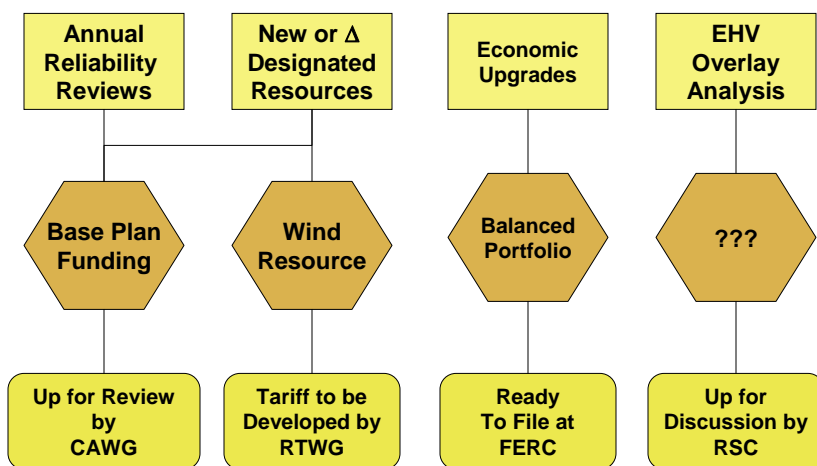 Annual
Reliability
Reviews
New or Δ
Designated
Resources
Economic
Upgrades
EHV
Overlay
Analysis
Base Plan
Funding
Wind
Resource
Balanced
Portfolio
???
Up for Review
by
CAWG
Tariff to be
Developed by
RTWG
Ready
To File at
FERC
Up for
Discussion by
RSC